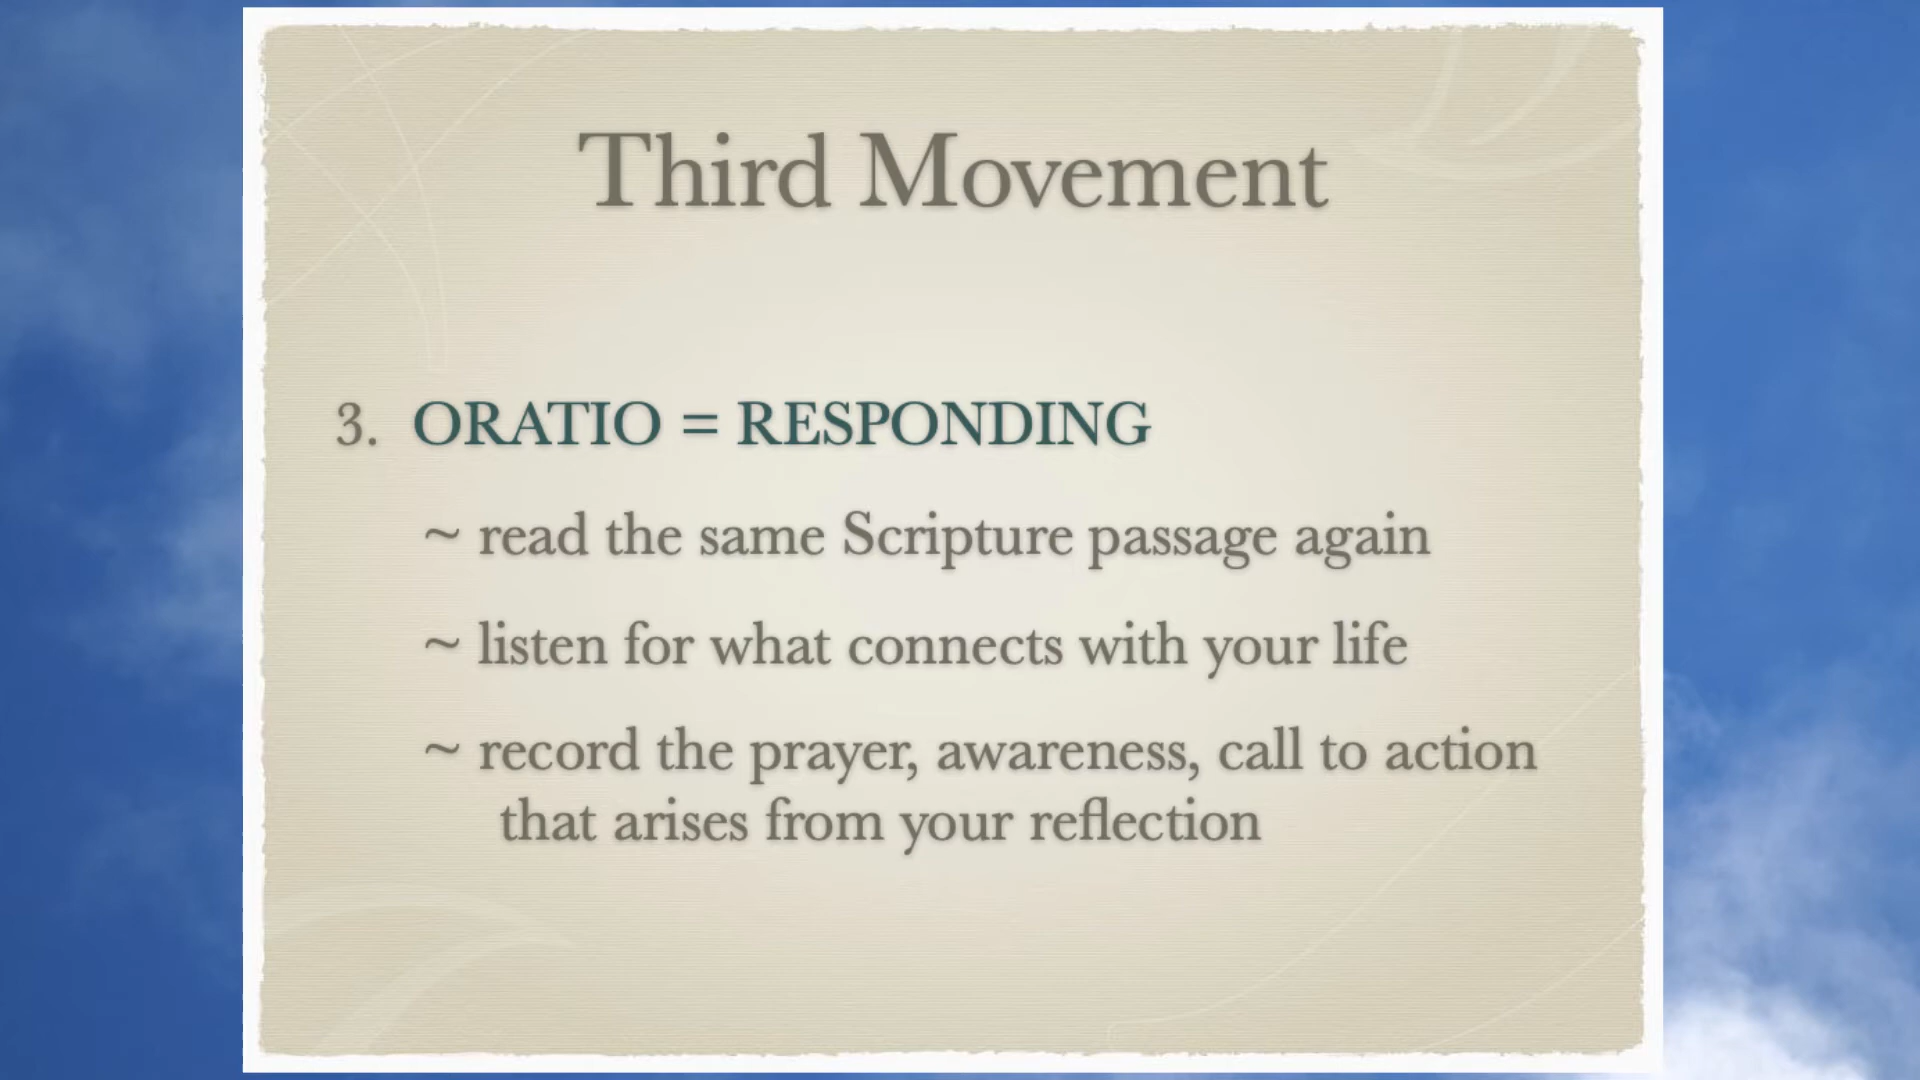 Third Movement
3. ORATIO = RESPONDING
~ read the same Scripture passage again
~ listen for what connects with your life
~ record the prayer, awareness, call to action
that arises from your reflection